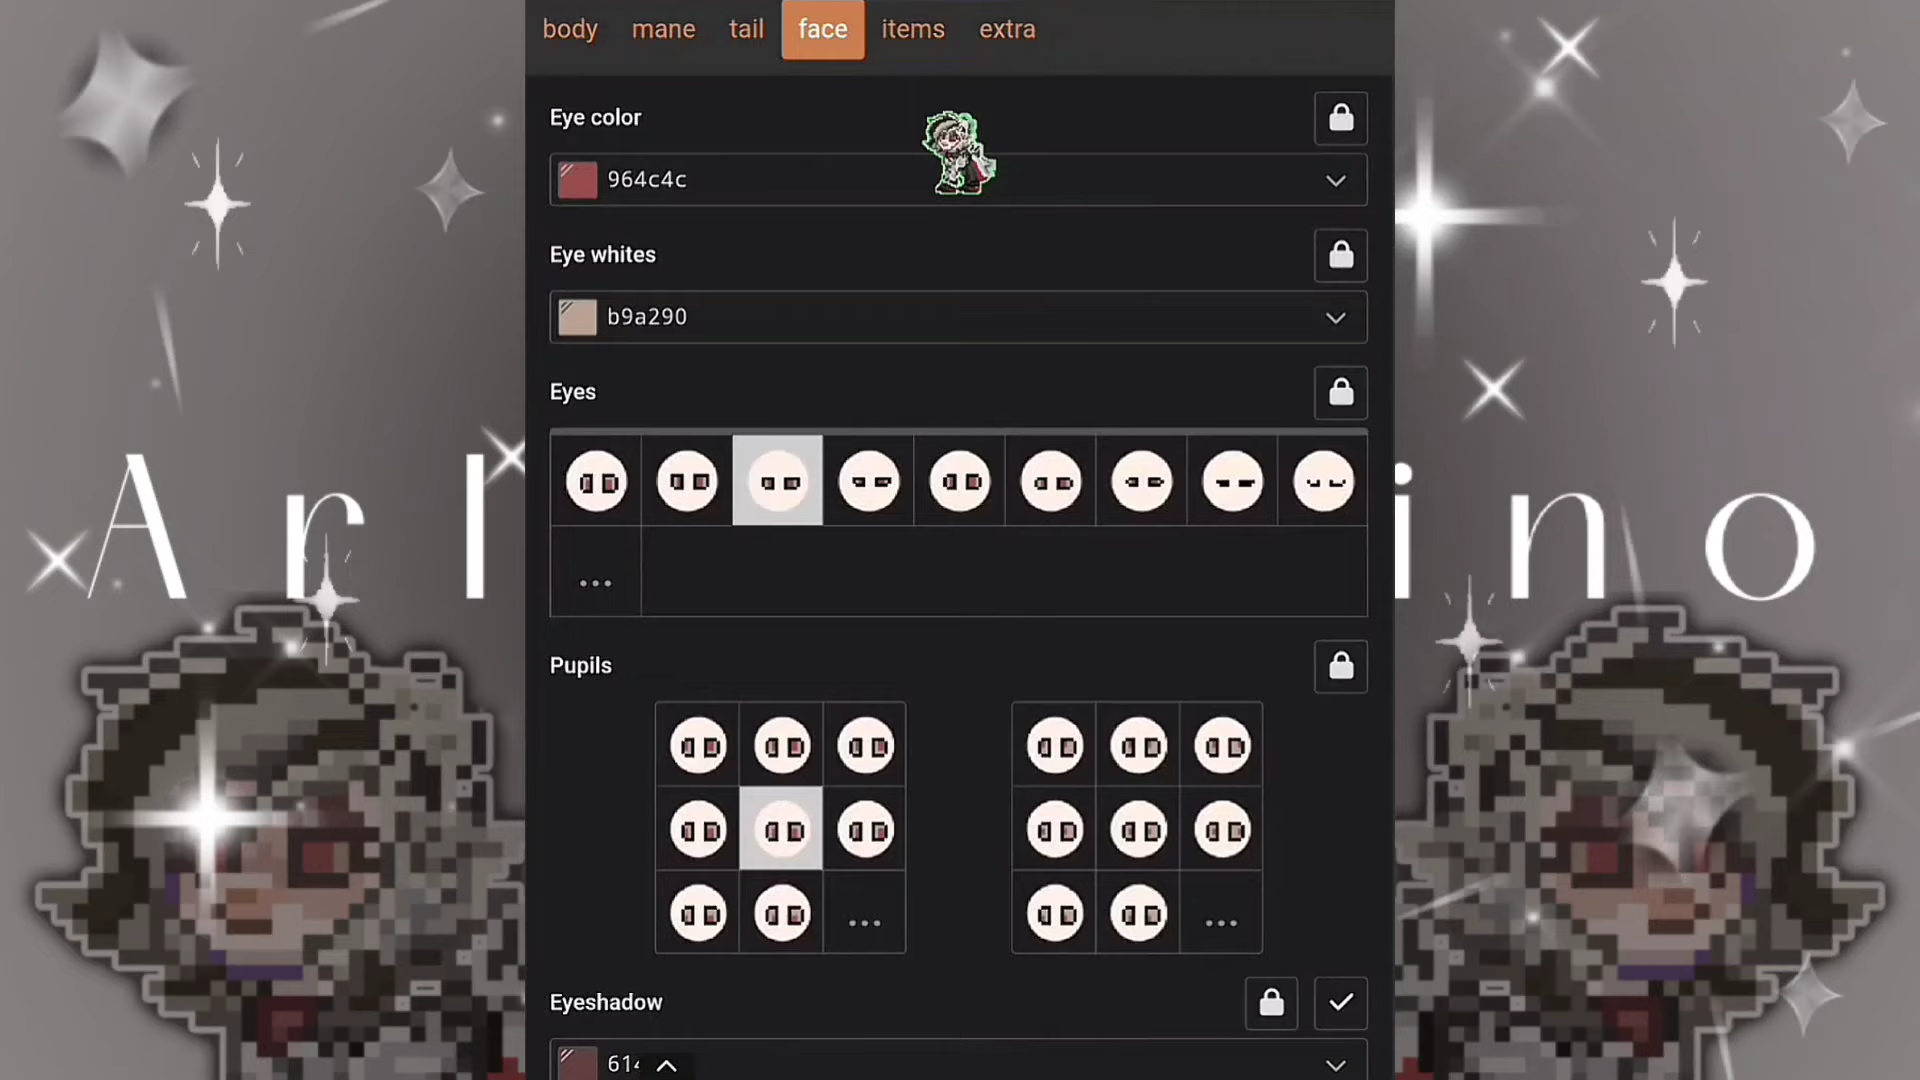 body mane tail face items extra
Eye color
964c4c
Eye whites
b9a290
Eyes
...
Pupils
... ...
Eyeshadow
A r l i n o